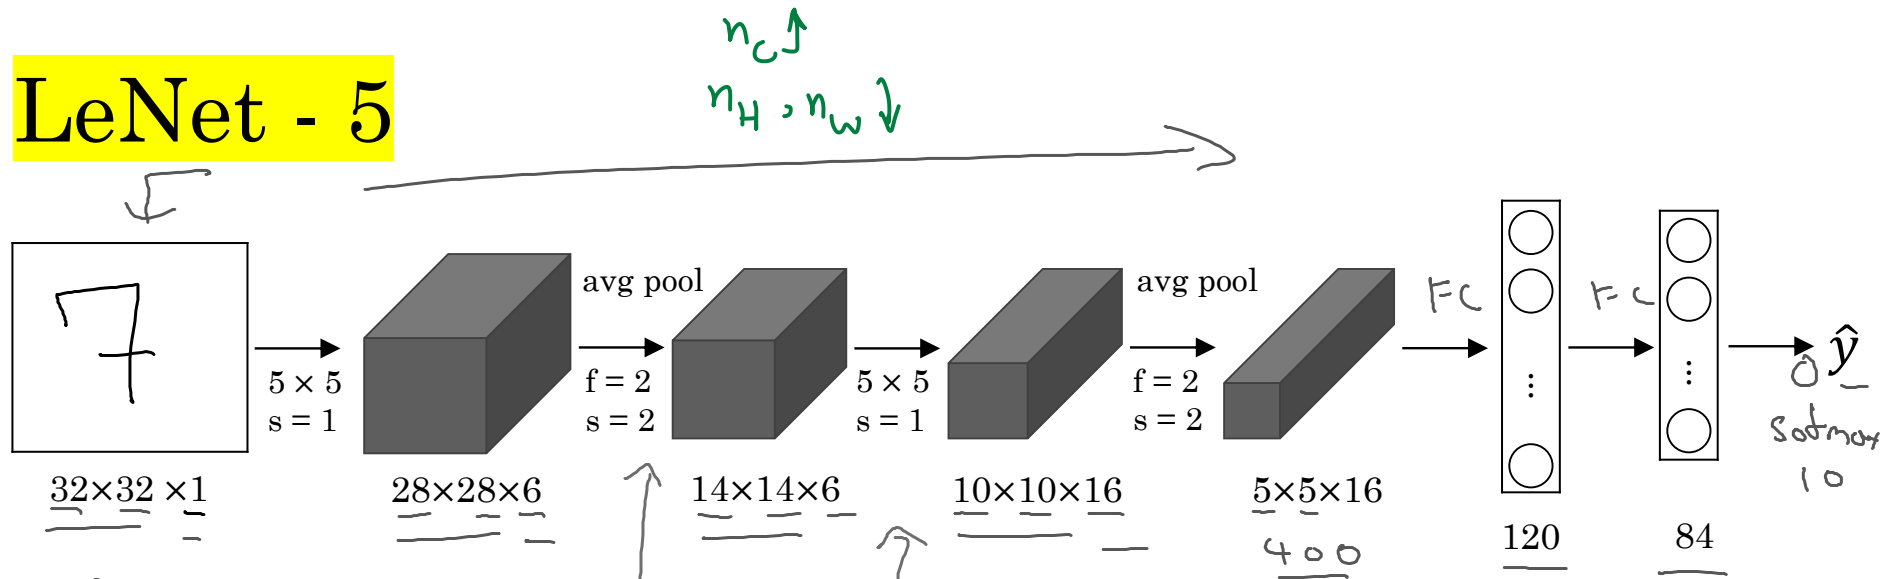 n_C ↑
n_H , n_W ↓
LeNet - 5
7
avg pool
avg pool
FC
FC
5 × 5
s = 1
f = 2
s = 2
5 × 5
s = 1
f = 2
s = 2
...
...
ŷ
softmax
10
32×32 ×1
28×28×6
14×14×6
10×10×16
5×5×16
400
120
84